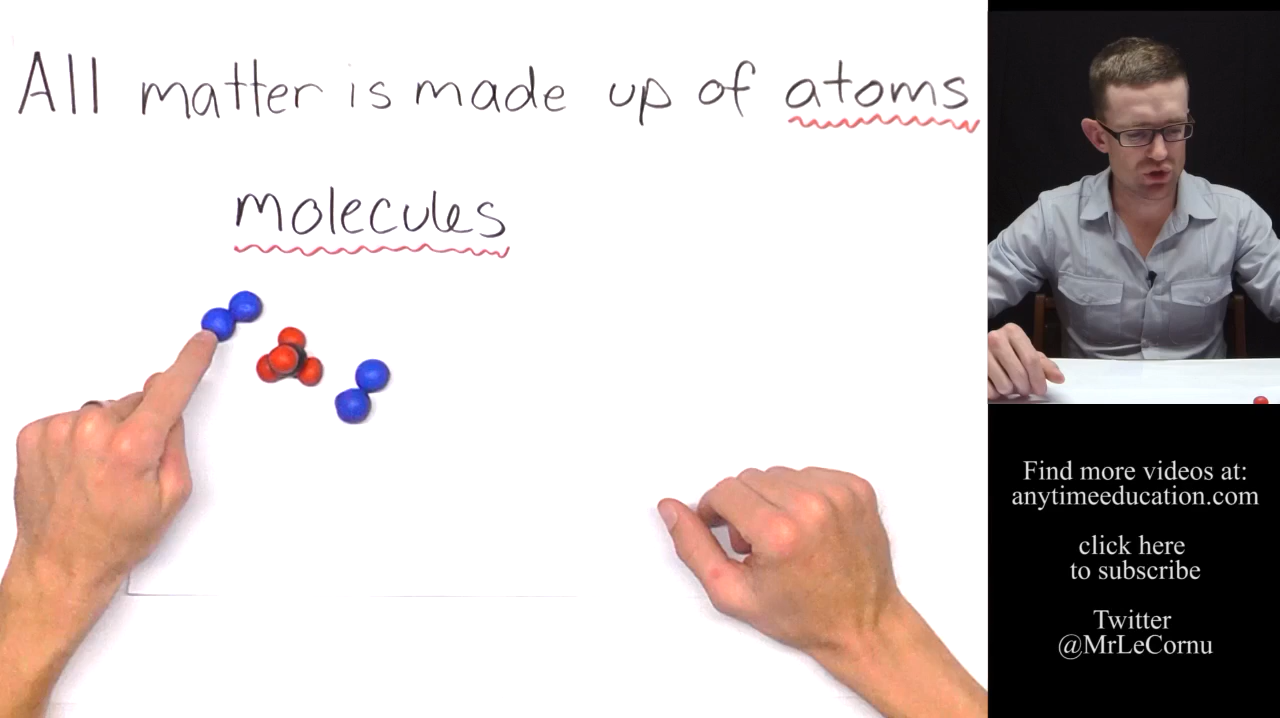 All matter is made up of atoms
molecules
Find more videos at:
anytimeeducation.com
click here
to subscribe
Twitter
@MrLeCornu